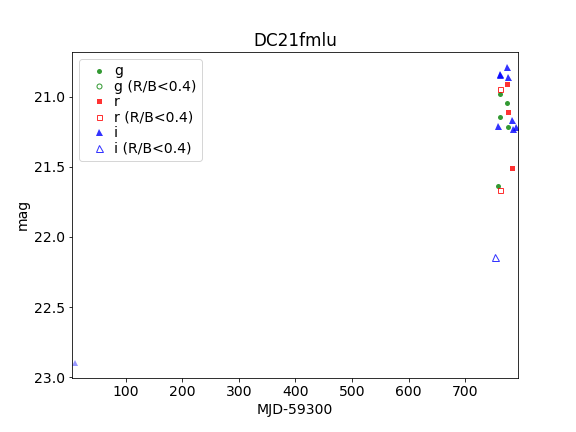 DC21fmlu
g
g (R/B<0.4)
r
r (R/B<0.4)
i
i (R/B<0.4)
21.0
21.5
22.0
22.5
23.0
mag
100 200 300 400 500 600 700
MJD-59300